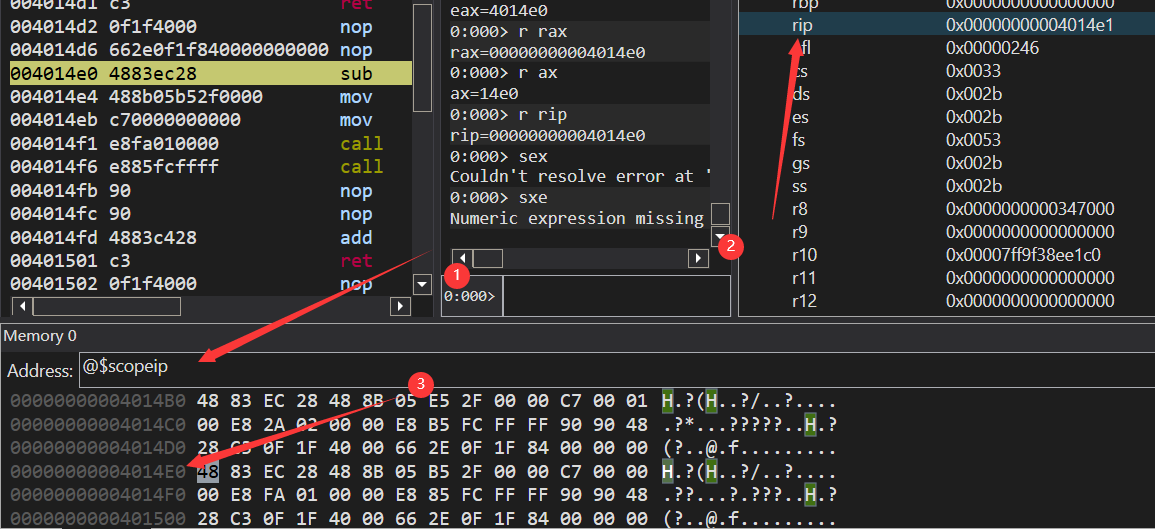 004014d1 c3 ret
004014d2 0f1f4000 nop
004014d6 662e0f1f840000000000 nop
004014e0 4883ec28 sub
004014e4 488b05b52f0000 mov
004014eb c70000000000 mov
004014f1 e8fa010000 call
004014f6 e885fcffff call
004014fb 90 nop
004014fc 90 nop
004014fd 4883c428 add
00401501 c3 ret
00401502 0f1f4000 nop
eax=4014e0
0:000> r rax
rax=00000000004014e0
0:000> r ax
ax=14e0
0:000> r rip
rip=00000000004014e0
0:000> sex
Couldn't resolve error at '
0:000> sxe
Numeric expression missing
1
2
0:000>
rbp 0x0000000000000000
rip 0x00000000004014e1
efl 0x00000246
cs 0x0033
ds 0x002b
es 0x002b
fs 0x0053
gs 0x002b
ss 0x002b
r8 0x0000000000347000
r9 0x0000000000000000
r10 0x00007ff9f38ee1c0
r11 0x0000000000000000
r12 0x0000000000000000
Memory 0
Address: @$scopeip
3
00000000004014B0 48 83 EC 28 48 8B 05 E5 2F 00 00 C7 00 01 H.?(H..?/..?....
00000000004014C0 00 E8 2A 02 00 00 E8 B5 FC FF FF 90 90 48 .?*...?????..H.?
00000000004014D0 28 C3 0F 1F 40 00 66 2E 0F 1F 84 00 00 00 (?..@.f.........
00000000004014E0 48 83 EC 28 48 8B 05 B5 2F 00 00 C7 00 00 H.?(H..?/..?....
00000000004014F0 00 E8 FA 01 00 00 E8 85 FC FF FF 90 90 48 .??....?.???..H.?
0000000000401500 28 C3 0F 1F 40 00 66 2E 0F 1F 84 00 00 00 (?..@.f.........